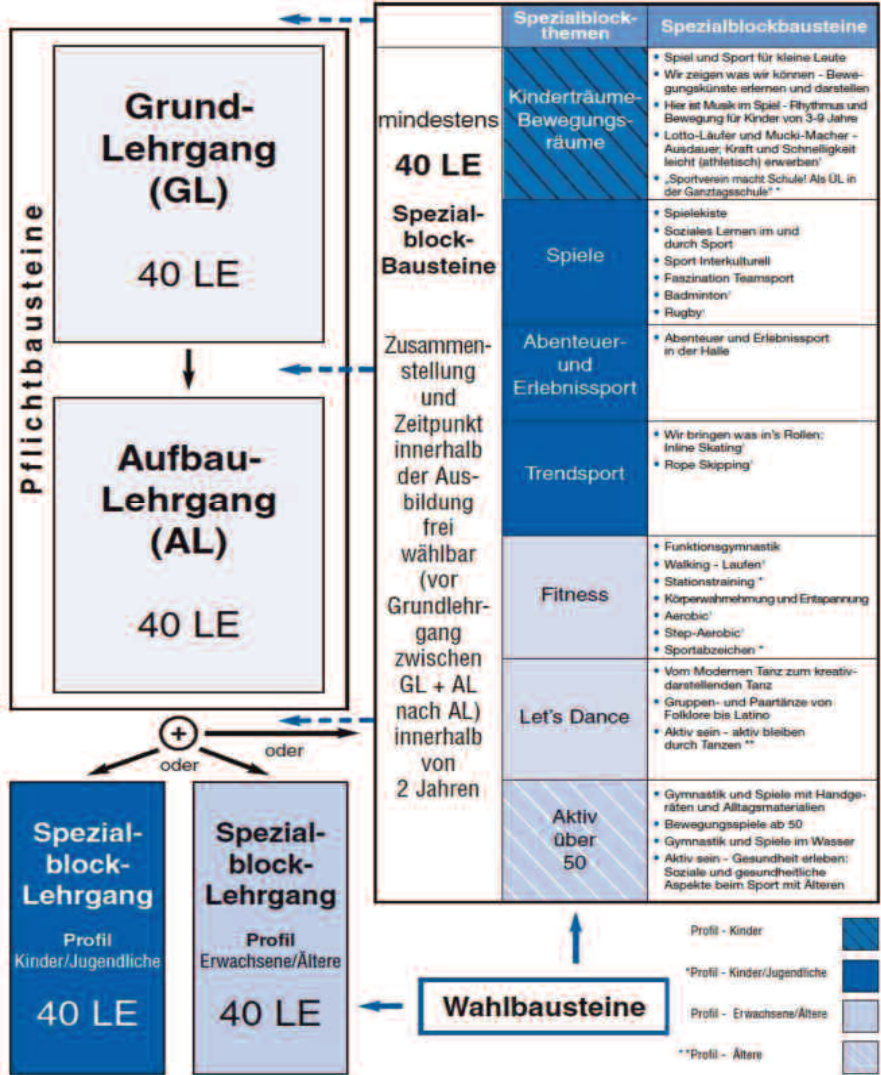 Pflichtbausteine
Grund-
Lehrgang
(GL)
40 LE
Aufbau-
Lehrgang
(AL)
40 LE
+
oder
oder
oder
Spezial-
block-
Lehrgang
Profil
Kinder/Jugendliche
40 LE
Spezial-
block-
Lehrgang
Profil
Erwachsene/Ältere
40 LE
Wahlbausteine
mindestens
40 LE
Spezial-
block-
Bausteine
Zusammen-
stellung
und
Zeitpunkt
innerhalb
der Aus-
bildung
frei
wählbar
(vor
Grundlehr-
gang
zwischen
GL + AL
nach AL)
innerhalb
von
2 Jahren
Spezialblock-
themen
Spezialblockbausteine
Kinderträume-
Bewegungs-
räume
• Spiel und Sport für kleine Leute
• Wir zeigen was wir können - Bewe-
gungskünste erlernen und darstellen
• Hier ist Musik im Spiel - Rhythmus und
Bewegung für Kinder von 3-9 Jahre
• Lotto-Läufer und Mucki-Macher -
Ausdauer, Kraft und Schnelligkeit
leicht (athletisch) erwerben
• „Sportverein macht Schule! Als ÜL in
der Ganztagsschule" *
Spiele
• Spielekiste
• Soziales Lernen im und
durch Sport
• Sport Interkulturell
• Faszination Teamsport
• Badminton
• Rugby
Abenteuer-
und
Erlebnissport
• Abenteuer und Erlebnissport
in der Halle
Trendsport
• Wir bringen was in's Rollen:
Inline Skating
• Rope Skipping
Fitness
• Funktionsgymnastik
• Walking - Laufen
• Stationstraining *
• Körperwahrnehmung und Entspannung
• Aerobic
• Step-Aerobic
• Sportabzeichen *
Let's Dance
• Vom Modernen Tanz zum kreativ-
darstellenden Tanz
• Gruppen- und Paartänze von
Folklore bis Latino
• Aktiv sein - aktiv bleiben
durch Tanzen **
Aktiv
über
50
• Gymnastik und Spiele mit Handge-
räten und Alltagsmaterialien
• Bewegungsspiele ab 50
• Gymnastik und Spiele im Wasser
• Aktiv sein - Gesundheit erleben:
Soziale und gesundheitliche
Aspekte beim Sport mit Älteren
Profil - Kinder
*Profil - Kinder/Jugendliche
Profil - Erwachsene/Ältere
**Profil - Ältere